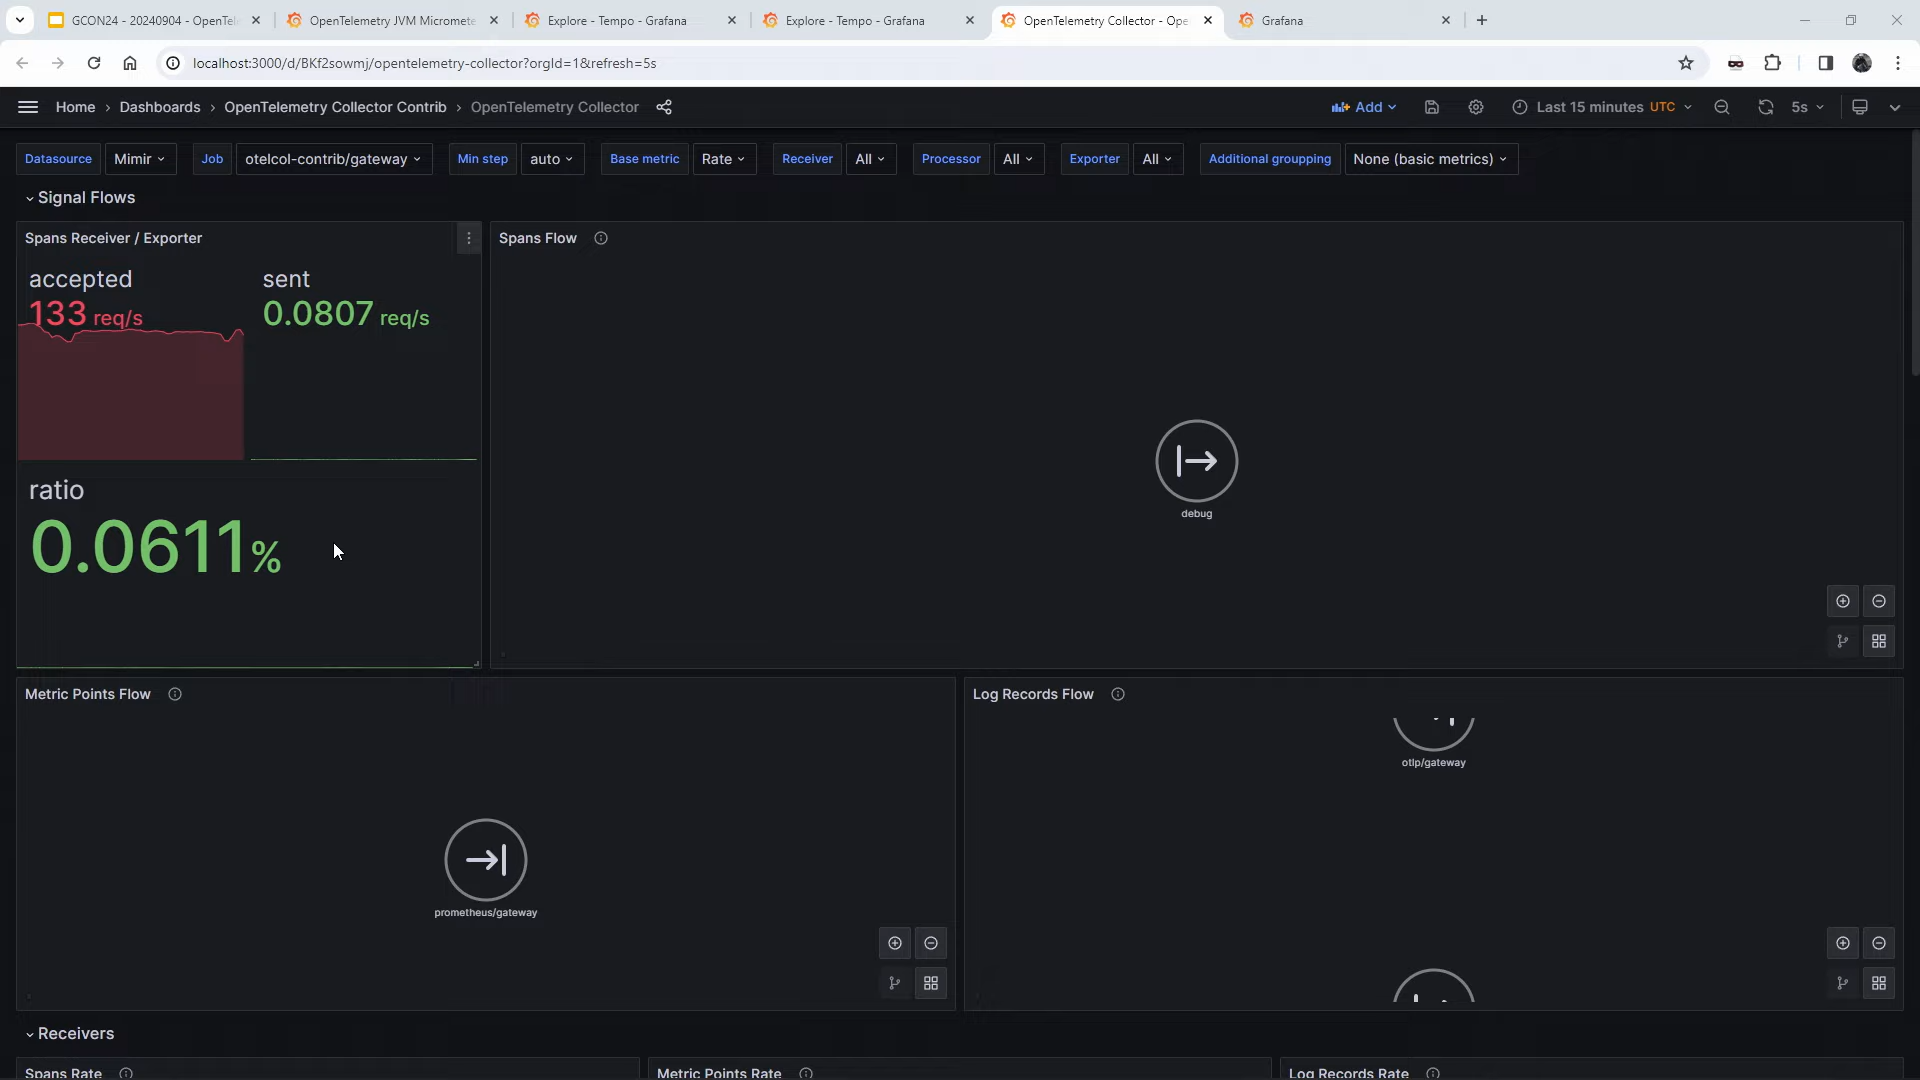 GCON24 - 20240904 - OpenTel
OpenTelemetry JVM Micromete
Explore - Tempo - Grafana
Explore - Tempo - Grafana
OpenTelemetry Collector - Ope
Grafana
localhost:3000/d/BKf2sowmj/opentelemetry-collector?orgId=1&refresh=5s
Home › Dashboards › OpenTelemetry Collector Contrib › OpenTelemetry Collector
Add
Last 15 minutes UTC
5s
Datasource Mimir Job otelcol-contrib/gateway Min step auto Base metric Rate Receiver All Processor All Exporter All Additional groupping None (basic metrics)
Signal Flows
Spans Receiver / Exporter
accepted
133 req/s
sent
0.0807 req/s
ratio
0.0611%
Spans Flow
debug
Metric Points Flow
prometheus/gateway
Log Records Flow
otlp/gateway
Receivers
Spans Rate
Metric Points Rate
Log Records Rate